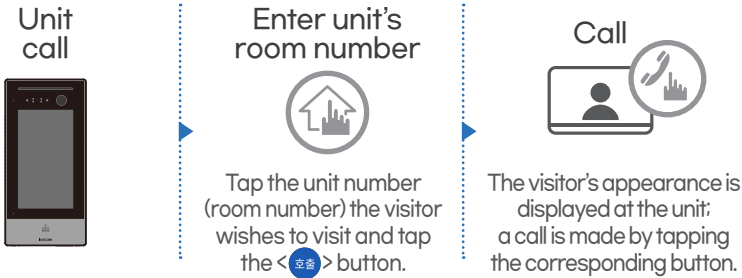 Unit
call
Enter unit's
room number
Tap the unit number
(room number) the visitor
wishes to visit and tap
the <호출> button.
Call
The visitor's appearance is
displayed at the unit;
a call is made by tapping
the corresponding button.